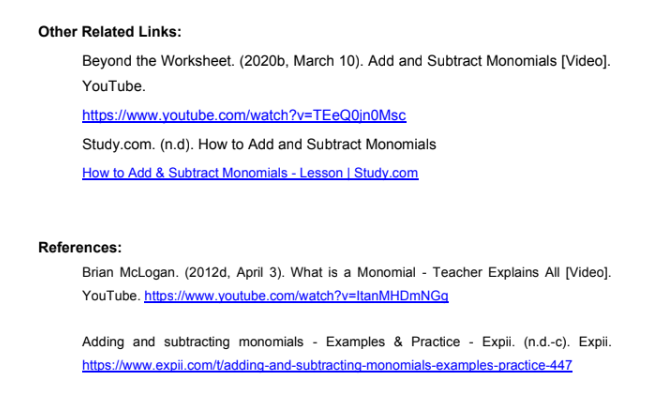 Other Related Links:
Beyond the Worksheet. (2020b, March 10). Add and Subtract Monomials [Video].
YouTube.
https://www.youtube.com/watch?v=TEeQ0jn0Msc
Study.com. (n.d). How to Add and Subtract Monomials
How to Add & Subtract Monomials - Lesson | Study.com
References:
Brian McLogan. (2012d, April 3). What is a Monomial - Teacher Explains All [Video].
YouTube. https://www.youtube.com/watch?v=ItanMHDmNGg
Adding and subtracting monomials - Examples & Practice - Expii. (n.d.-c). Expii.
https://www.expii.com/t/adding-and-subtracting-monomials-examples-practice-447